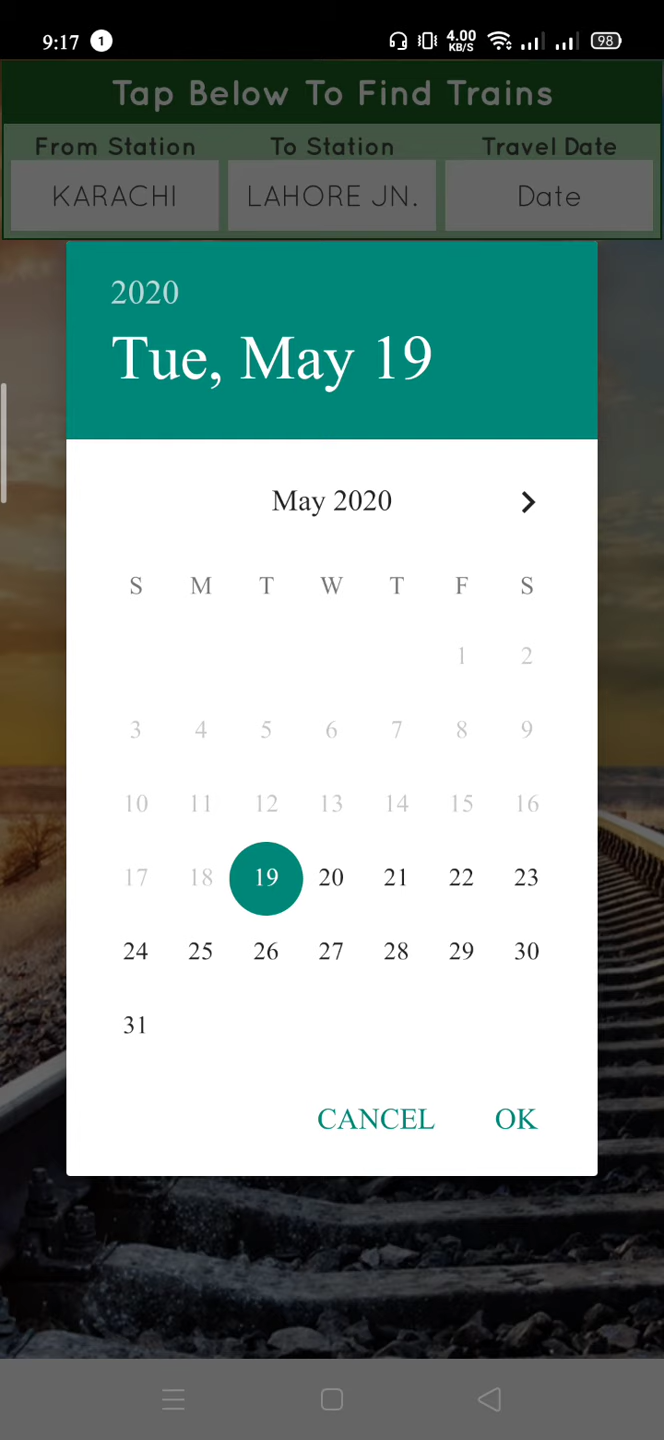 9:17 1 4.00 KB/S 98
Tap Below To Find Trains
From Station To Station Travel Date
KARACHI LAHORE JN. Date
2020
Tue, May 19
May 2020
S M T W T F S
1 2
3 4 5 6 7 8 9
10 11 12 13 14 15 16
17 18 19 20 21 22 23
24 25 26 27 28 29 30
31
CANCEL OK